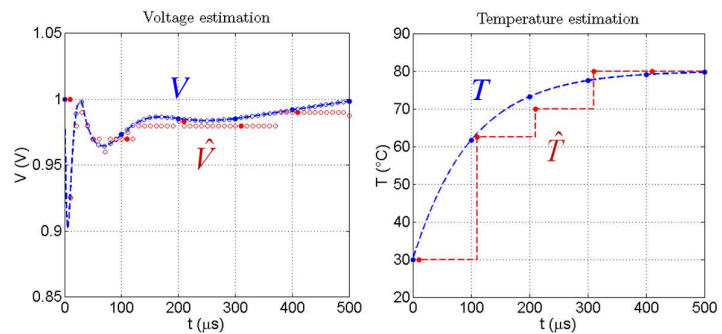 Voltage estimation
1.05
1
0.95
0.9
0.85
V (V)
V
V̂
0 100 200 300 400 500
t (μs)
Temperature estimation
90
80
70
60
50
40
30
20
T (°C)
T
T̂
0 100 200 300 400 500
t (μs)